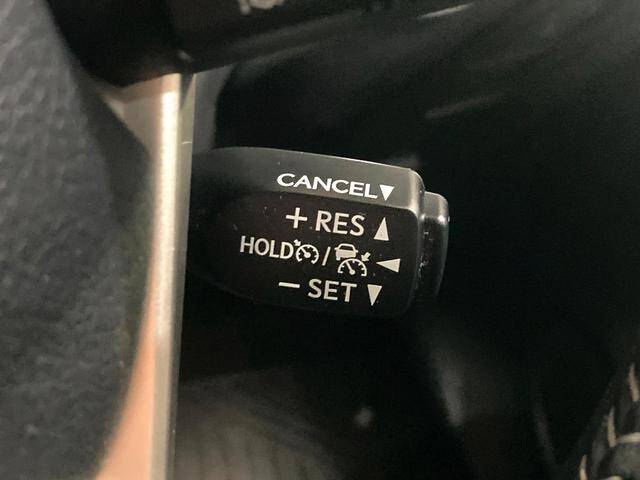 CANCEL▼
+ RES ▲
HOLD / ◀
− SET ▼